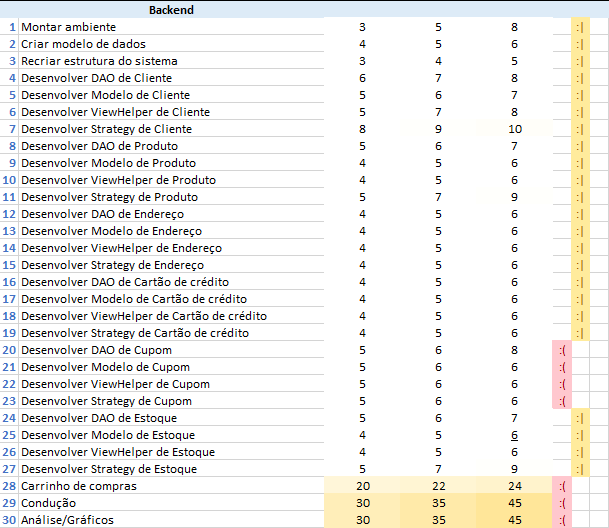 Backend
1 Montar ambiente 3 5 8 :|
2 Criar modelo de dados 4 5 6 :|
3 Recriar estrutura do sistema 3 4 5 :|
4 Desenvolver DAO de Cliente 6 7 8 :|
5 Desenvolver Modelo de Cliente 5 6 7 :|
6 Desenvolver ViewHelper de Cliente 5 7 8 :|
7 Desenvolver Strategy de Cliente 8 9 10 :|
8 Desenvolver DAO de Produto 5 6 7 :|
9 Desenvolver Modelo de Produto 4 5 6 :|
10 Desenvolver ViewHelper de Produto 4 5 6 :|
11 Desenvolver Strategy de Produto 5 7 9 :|
12 Desenvolver DAO de Endereço 4 5 6 :|
13 Desenvolver Modelo de Endereço 4 5 6 :|
14 Desenvolver ViewHelper de Endereço 4 5 6 :|
15 Desenvolver Strategy de Endereço 4 5 6 :|
16 Desenvolver DAO de Cartão de crédito 4 5 6 :|
17 Desenvolver Modelo de Cartão de crédito 4 5 6 :|
18 Desenvolver ViewHelper de Cartão de crédito 4 5 6 :|
19 Desenvolver Strategy de Cartão de crédito 4 5 6 :|
20 Desenvolver DAO de Cupom 5 6 8 :(
21 Desenvolver Modelo de Cupom 5 6 6 :(
22 Desenvolver ViewHelper de Cupom 5 6 6 :(
23 Desenvolver Strategy de Cupom 5 6 6 :(
24 Desenvolver DAO de Estoque 5 6 7 :|
25 Desenvolver Modelo de Estoque 4 5 6 :|
26 Desenvolver ViewHelper de Estoque 4 5 6 :|
27 Desenvolver Strategy de Estoque 5 7 9 :|
28 Carrinho de compras 20 22 24 :(
29 Condução 30 35 45 :(
30 Análise/Gráficos 30 35 45 :(